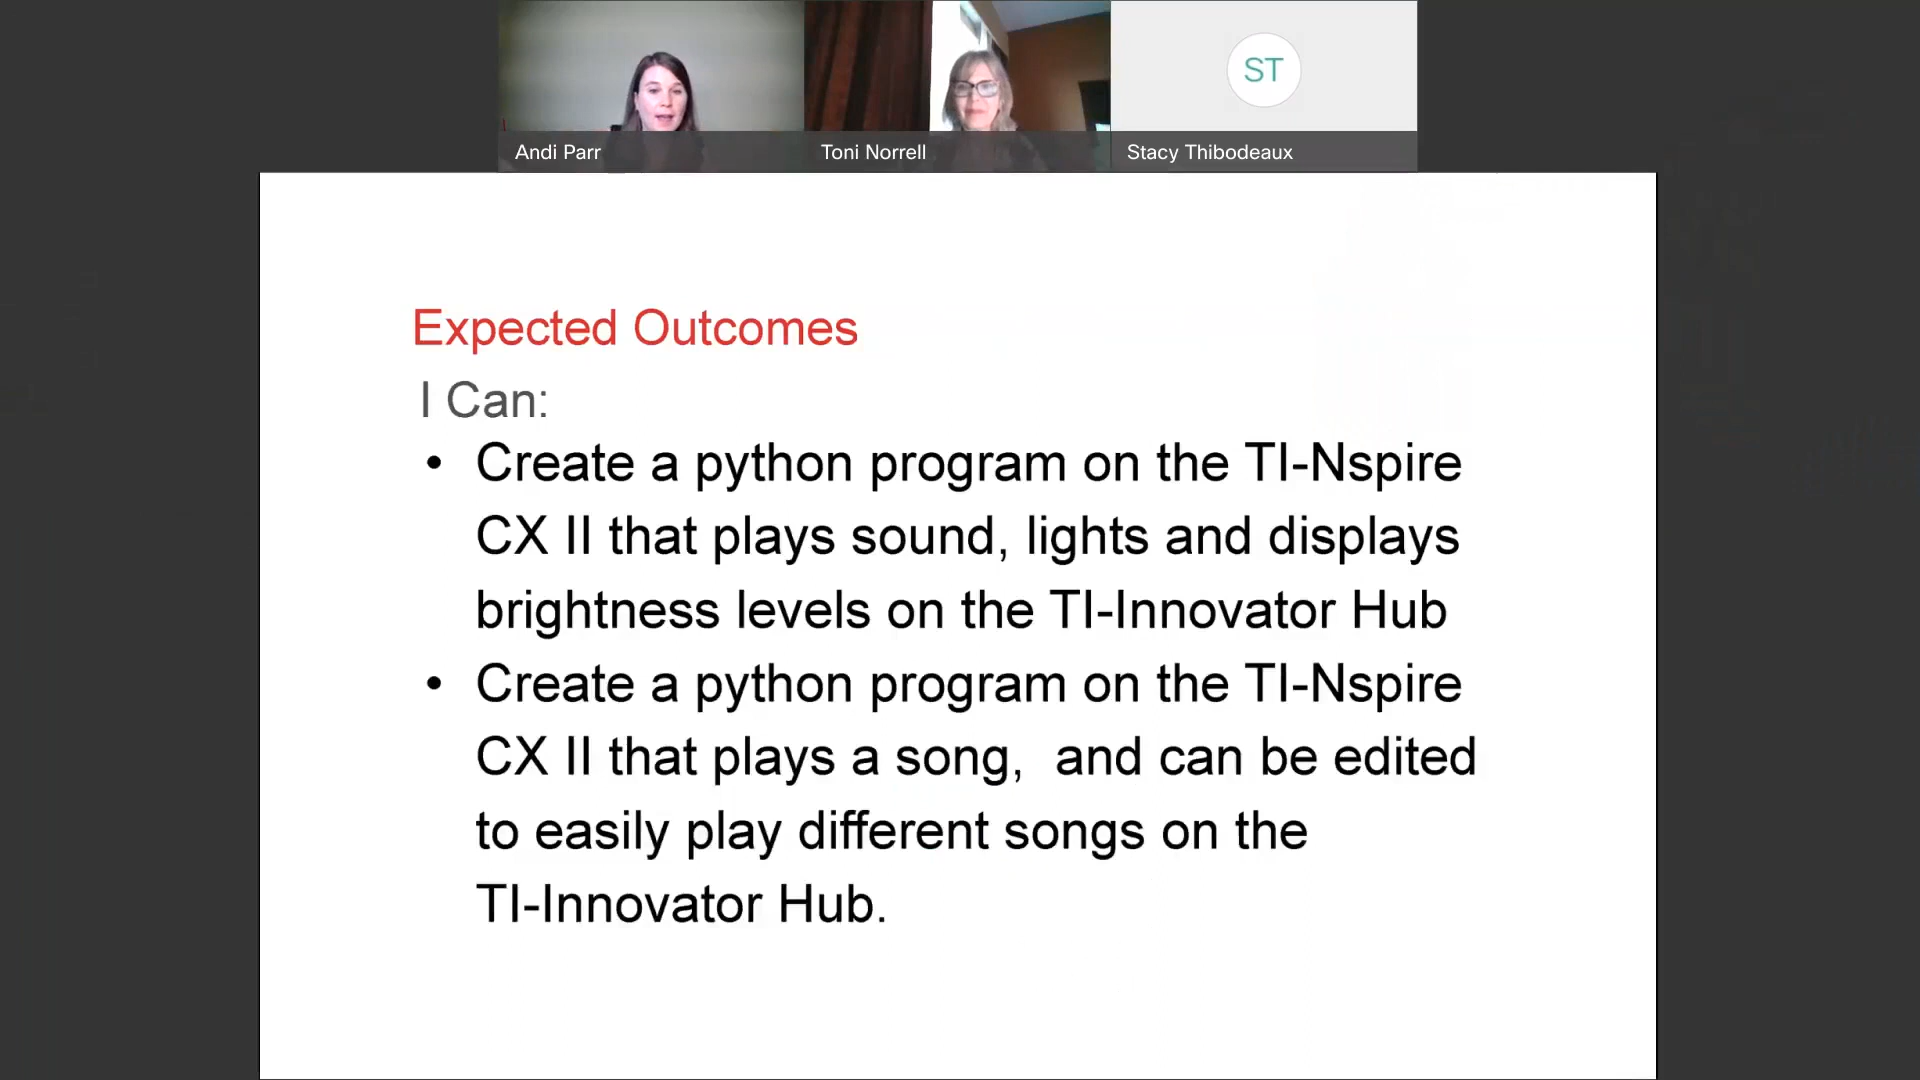 Andi Parr
Toni Norrell
ST
Stacy Thibodeaux
Expected Outcomes
I Can:
• Create a python program on the TI-Nspire
CX II that plays sound, lights and displays
brightness levels on the TI-Innovator Hub
• Create a python program on the TI-Nspire
CX II that plays a song,  and can be edited
to easily play different songs on the
TI-Innovator Hub.